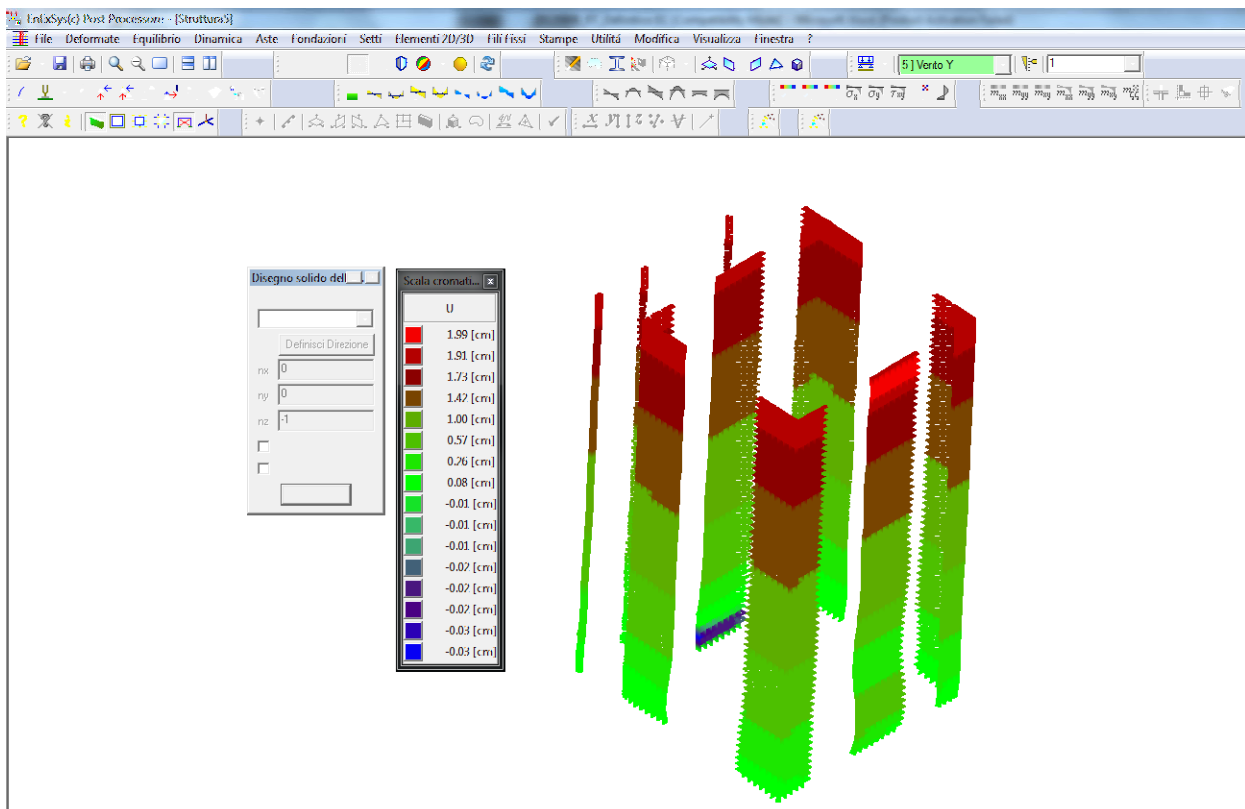 EnExSys(c) Post Processore - [Struttura5]
File Deformate Equilibrio Dinamica Aste Fondazioni Setti Elementi 2D/3D Fili Fissi Stampe Utilità Modifica Visualizza Finestra ?
5 ] Vento Y
1
Disegno solido dell
Definisci Direzione
nx 0
ny 0
nz -1
Scala cromati... x
U
1.99 [cm]
1.91 [cm]
1.73 [cm]
1.42 [cm]
1.00 [cm]
0.57 [cm]
0.26 [cm]
0.08 [cm]
-0.01 [cm]
-0.01 [cm]
-0.01 [cm]
-0.02 [cm]
-0.02 [cm]
-0.02 [cm]
-0.03 [cm]
-0.03 [cm]